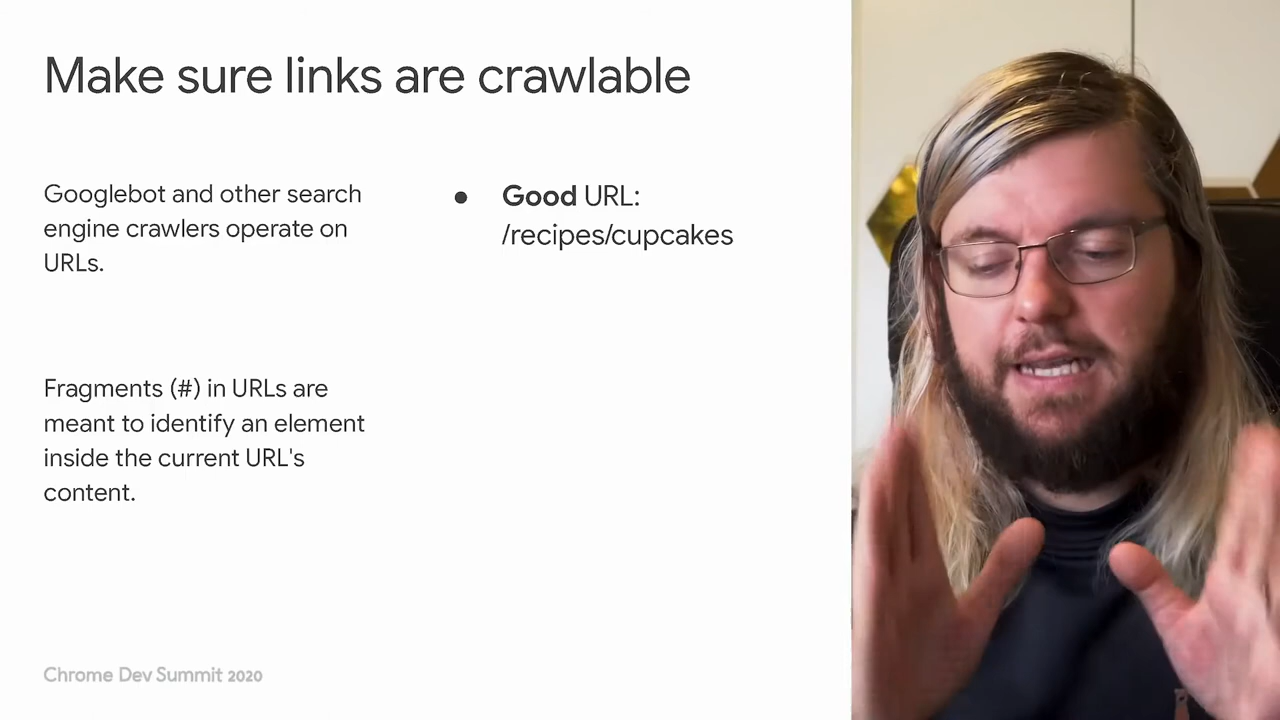 Make sure links are crawlable
Googlebot and other search
engine crawlers operate on
URLs.
Fragments (#) in URLs are
meant to identify an element
inside the current URL's
content.
● Good URL:
/recipes/cupcakes
Chrome Dev Summit 2020